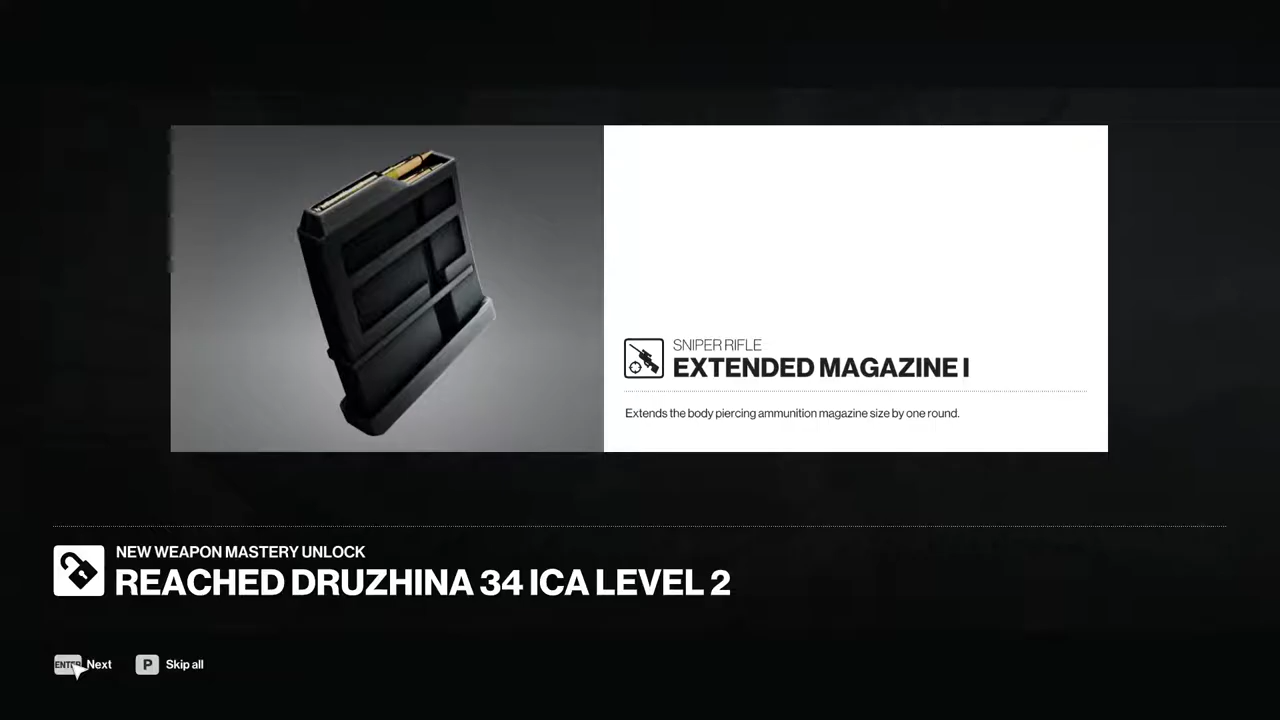 SNIPER RIFLE
EXTENDED MAGAZINE I
Extends the body piercing ammunition magazine size by one round.
NEW WEAPON MASTERY UNLOCK
REACHED DRUZHINA 34 ICA LEVEL 2
ENTER Next P Skip all